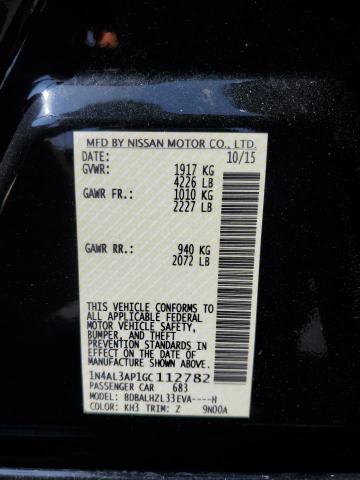 MFD BY NISSAN MOTOR CO., LTD.
DATE: 10/15
GVWR: 1917 KG
4226 LB
GAWR FR.: 1010 KG
2227 LB
GAWR RR.: 940 KG
2072 LB
THIS VEHICLE CONFORMS TO
ALL APPLICABLE FEDERAL
MOTOR VEHICLE SAFETY,
BUMPER, AND THEFT
PREVENTION STANDARDS
IN EFFECT ON THE DATE OF
MANUFACTURE SHOWN ABOVE.
1N4AL3AP1GC112782
PASSENGER CAR 683
MODEL: BDBALHZL33EVA----H
COLOR: KH3 TRIM: Z 9N00A